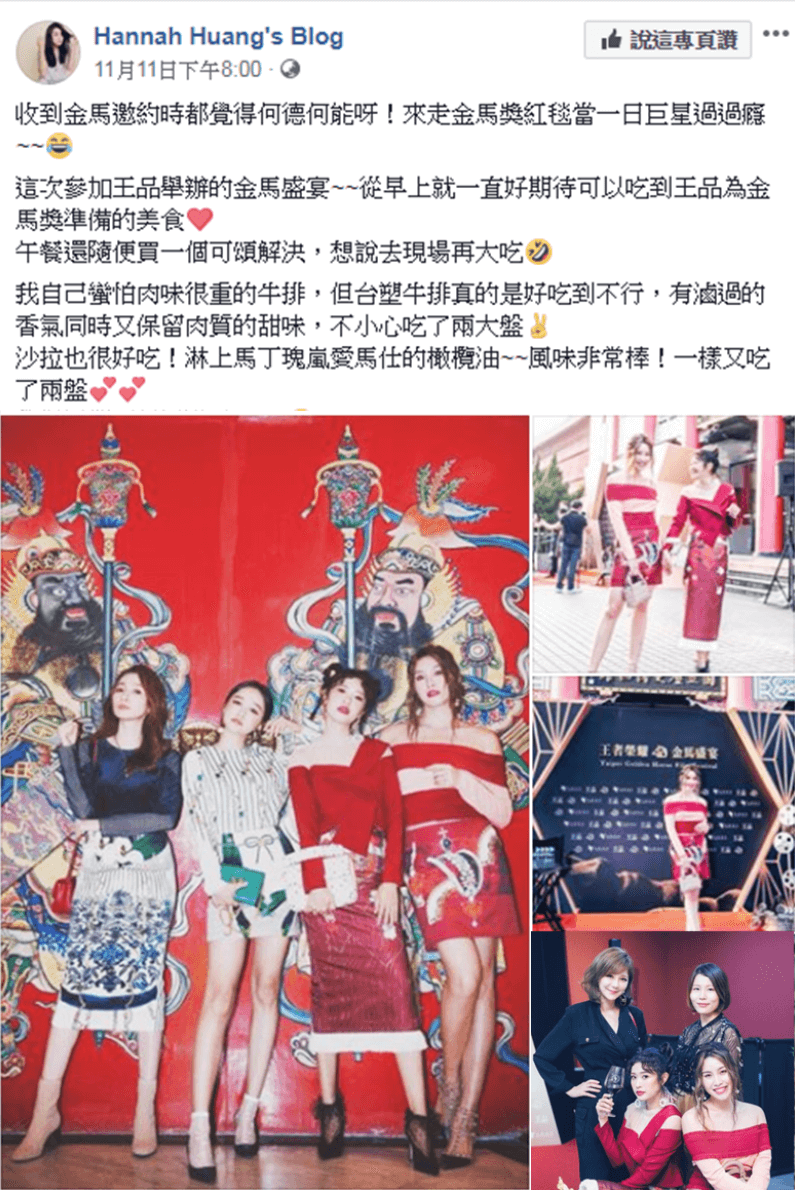 Hannah Huang's Blog
說這專頁讚
11月11日下午8:00
收到金馬邀約時都覺得何德何能呀！來走金馬獎紅毯當一日巨星過過癮
~~😂
這次參加王品舉辦的金馬盛宴~~從早上就一直好期待可以吃到王品為金
馬獎準備的美食❤
午餐還隨便買一個可頌解決，想說去現場再大吃🤣
我自己蠻怕肉味很重的牛排，但台塑牛排真的是好吃到不行，有滷過的
香氣同時又保留肉質的甜味，不小心吃了兩大盤✌
沙拉也很好吃！淋上馬丁瑰嵐愛馬仕的橄欖油~~風味非常棒！一樣又吃
了兩盤💕💕
王者榮耀 金馬盛宴
Taipei Golden Horse Film Festival